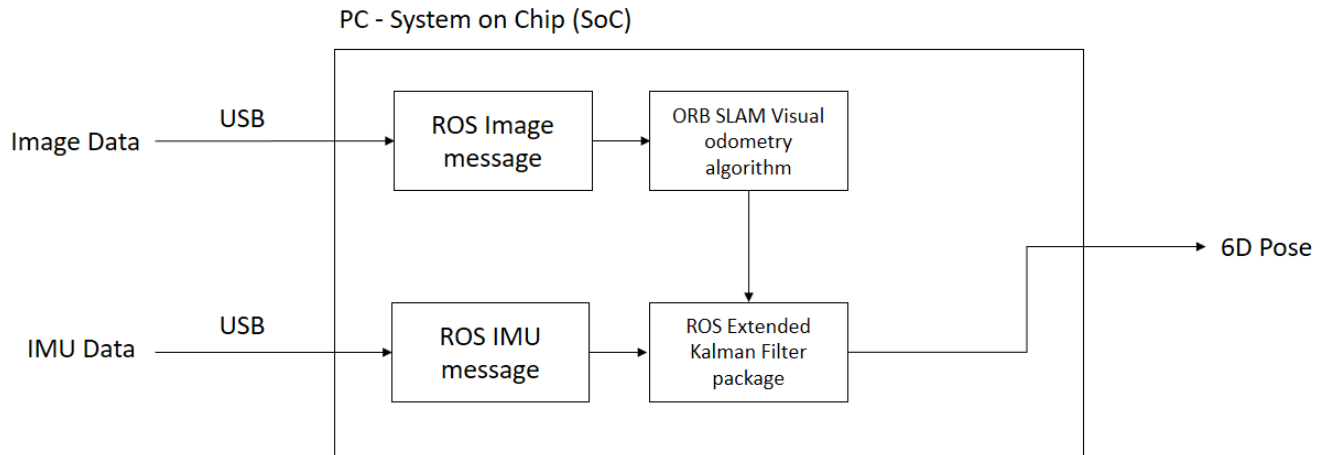 PC - System on Chip (SoC)
Image Data
USB
ROS Image
message
ORB SLAM Visual
odometry
algorithm
6D Pose
IMU Data
USB
ROS IMU
message
ROS Extended
Kalman Filter
package